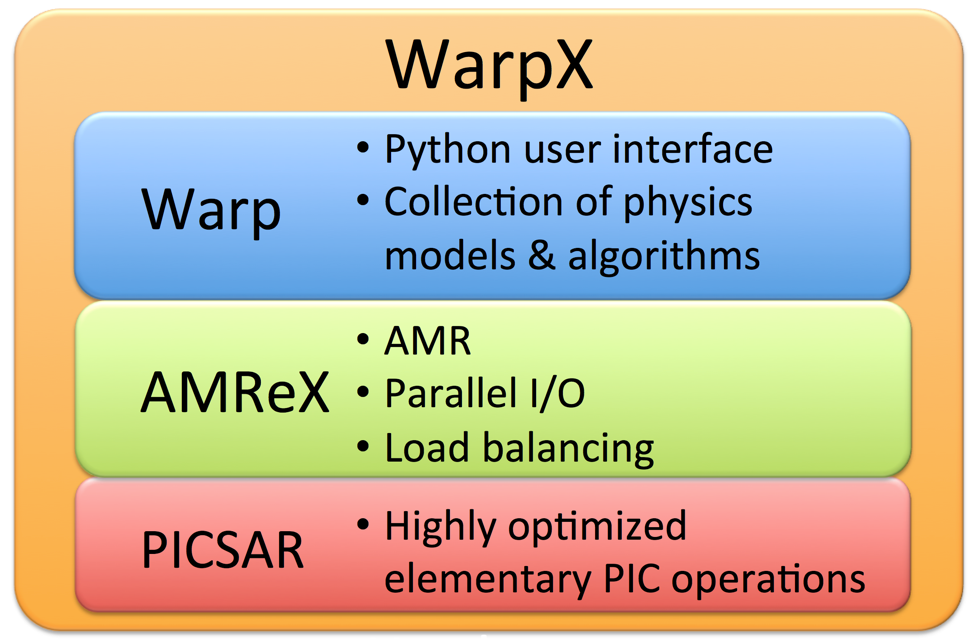 WarpX
Warp
• Python user interface
• Collection of physics
models & algorithms
AMReX
• AMR
• Parallel I/O
• Load balancing
PICSAR
• Highly optimized
elementary PIC operations